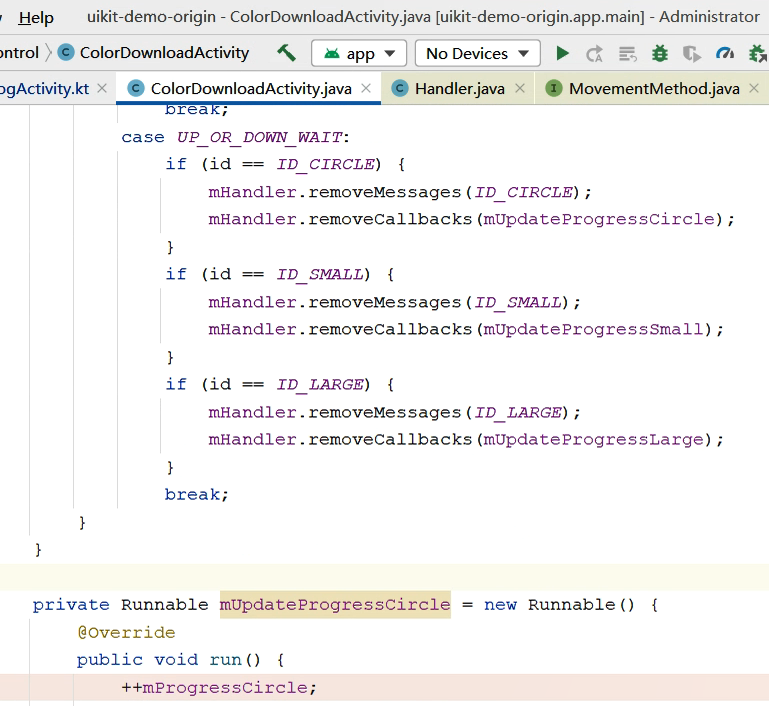 Help uikit-demo-origin - ColorDownloadActivity.java [uikit-demo-origin.app.main] - Administrator
ontrol ColorDownloadActivity app No Devices
ogActivity.kt ColorDownloadActivity.java Handler.java MovementMethod.java
break;
case UP_OR_DOWN_WAIT:
if (id == ID_CIRCLE) {
mHandler.removeMessages(ID_CIRCLE);
mHandler.removeCallbacks(mUpdateProgressCircle);
}
if (id == ID_SMALL) {
mHandler.removeMessages(ID_SMALL);
mHandler.removeCallbacks(mUpdateProgressSmall);
}
if (id == ID_LARGE) {
mHandler.removeMessages(ID_LARGE);
mHandler.removeCallbacks(mUpdateProgressLarge);
}
break;
}
}
private Runnable mUpdateProgressCircle = new Runnable() {
@Override
public void run() {
++mProgressCircle;